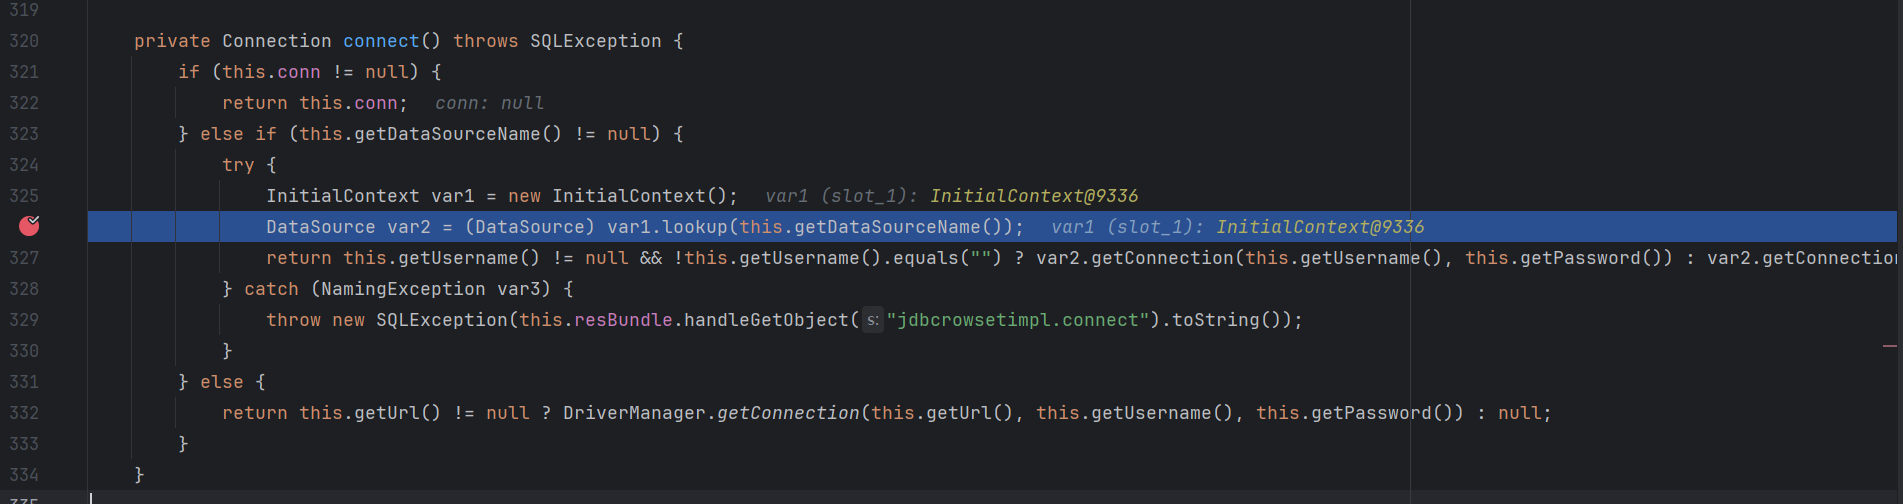 319
320 private Connection connect() throws SQLException {
321 if (this.conn != null) {
322 return this.conn; conn: null
323 } else if (this.getDataSourceName() != null) {
324 try {
325 InitialContext var1 = new InitialContext(); var1 (slot_1): InitialContext@9336
DataSource var2 = (DataSource) var1.lookup(this.getDataSourceName()); var1 (slot_1): InitialContext@9336
327 return this.getUsername() != null && !this.getUsername().equals("") ? var2.getConnection(this.getUsername(), this.getPassword()) : var2.getConnection
328 } catch (NamingException var3) {
329 throw new SQLException(this.resBundle.handleGetObject( s: "jdbcrowsetimpl.connect").toString());
330 }
331 } else {
332 return this.getUrl() != null ? DriverManager.getConnection(this.getUrl(), this.getUsername(), this.getPassword()) : null;
333 }
334 }
335